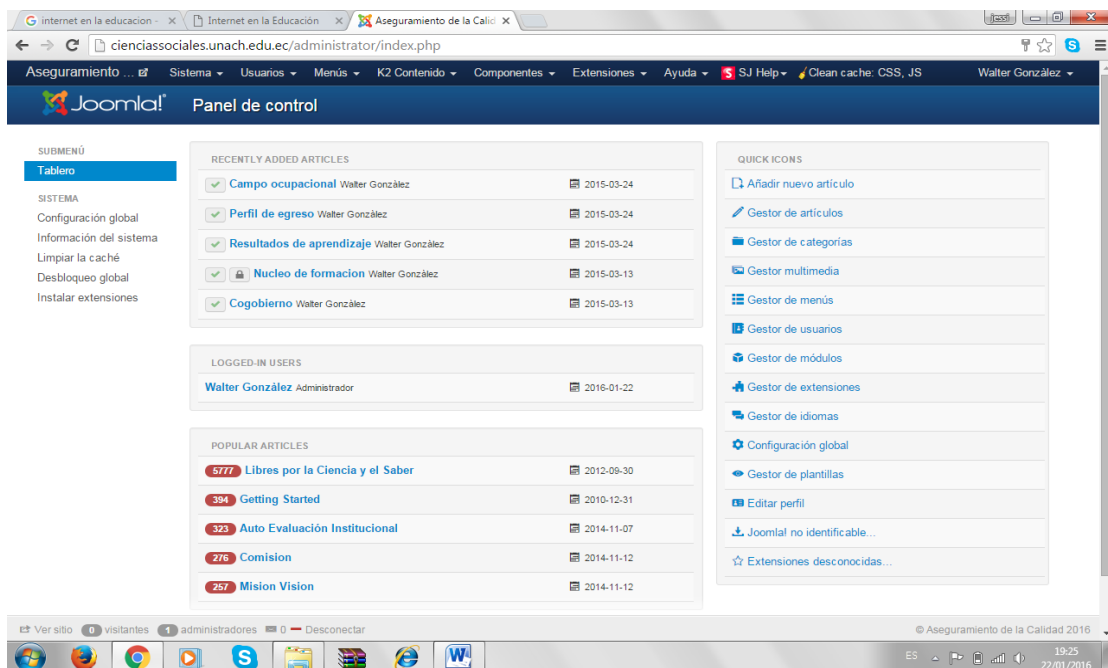 internet en la educacion -
Internet en la Educación
Aseguramiento de la Calid
jessi
cienciassociales.unach.edu.ec/administrator/index.php
Aseguramiento ... Sistema Usuarios Menús K2 Contenido Componentes Extensiones Ayuda S SJ Help Clean cache: CSS, JS Walter González
Joomla!® Panel de control
SUBMENÚ
Tablero
SISTEMA
Configuración global
Información del sistema
Limpiar la caché
Desbloqueo global
Instalar extensiones
RECENTLY ADDED ARTICLES
Campo ocupacional Walter González 2015-03-24
Perfil de egreso Walter González 2015-03-24
Resultados de aprendizaje Walter González 2015-03-24
Nucleo de formacion Walter González 2015-03-13
Cogobierno Walter González 2015-03-13
LOGGED-IN USERS
Walter González Administrador 2016-01-22
POPULAR ARTICLES
5777 Libres por la Ciencia y el Saber 2012-09-30
394 Getting Started 2010-12-31
323 Auto Evaluación Institucional 2014-11-07
276 Comision 2014-11-12
257 Mision Vision 2014-11-12
QUICK ICONS
Añadir nuevo artículo
Gestor de artículos
Gestor de categorías
Gestor multimedia
Gestor de menús
Gestor de usuarios
Gestor de módulos
Gestor de extensiones
Gestor de idiomas
Configuración global
Gestor de plantillas
Editar perfil
Joomla! no identificable...
Extensiones desconocidas...
Ver sitio 0 visitantes 1 administradores 0 Desconectar © Aseguramiento de la Calidad 2016
ES 19:25
22/01/2016